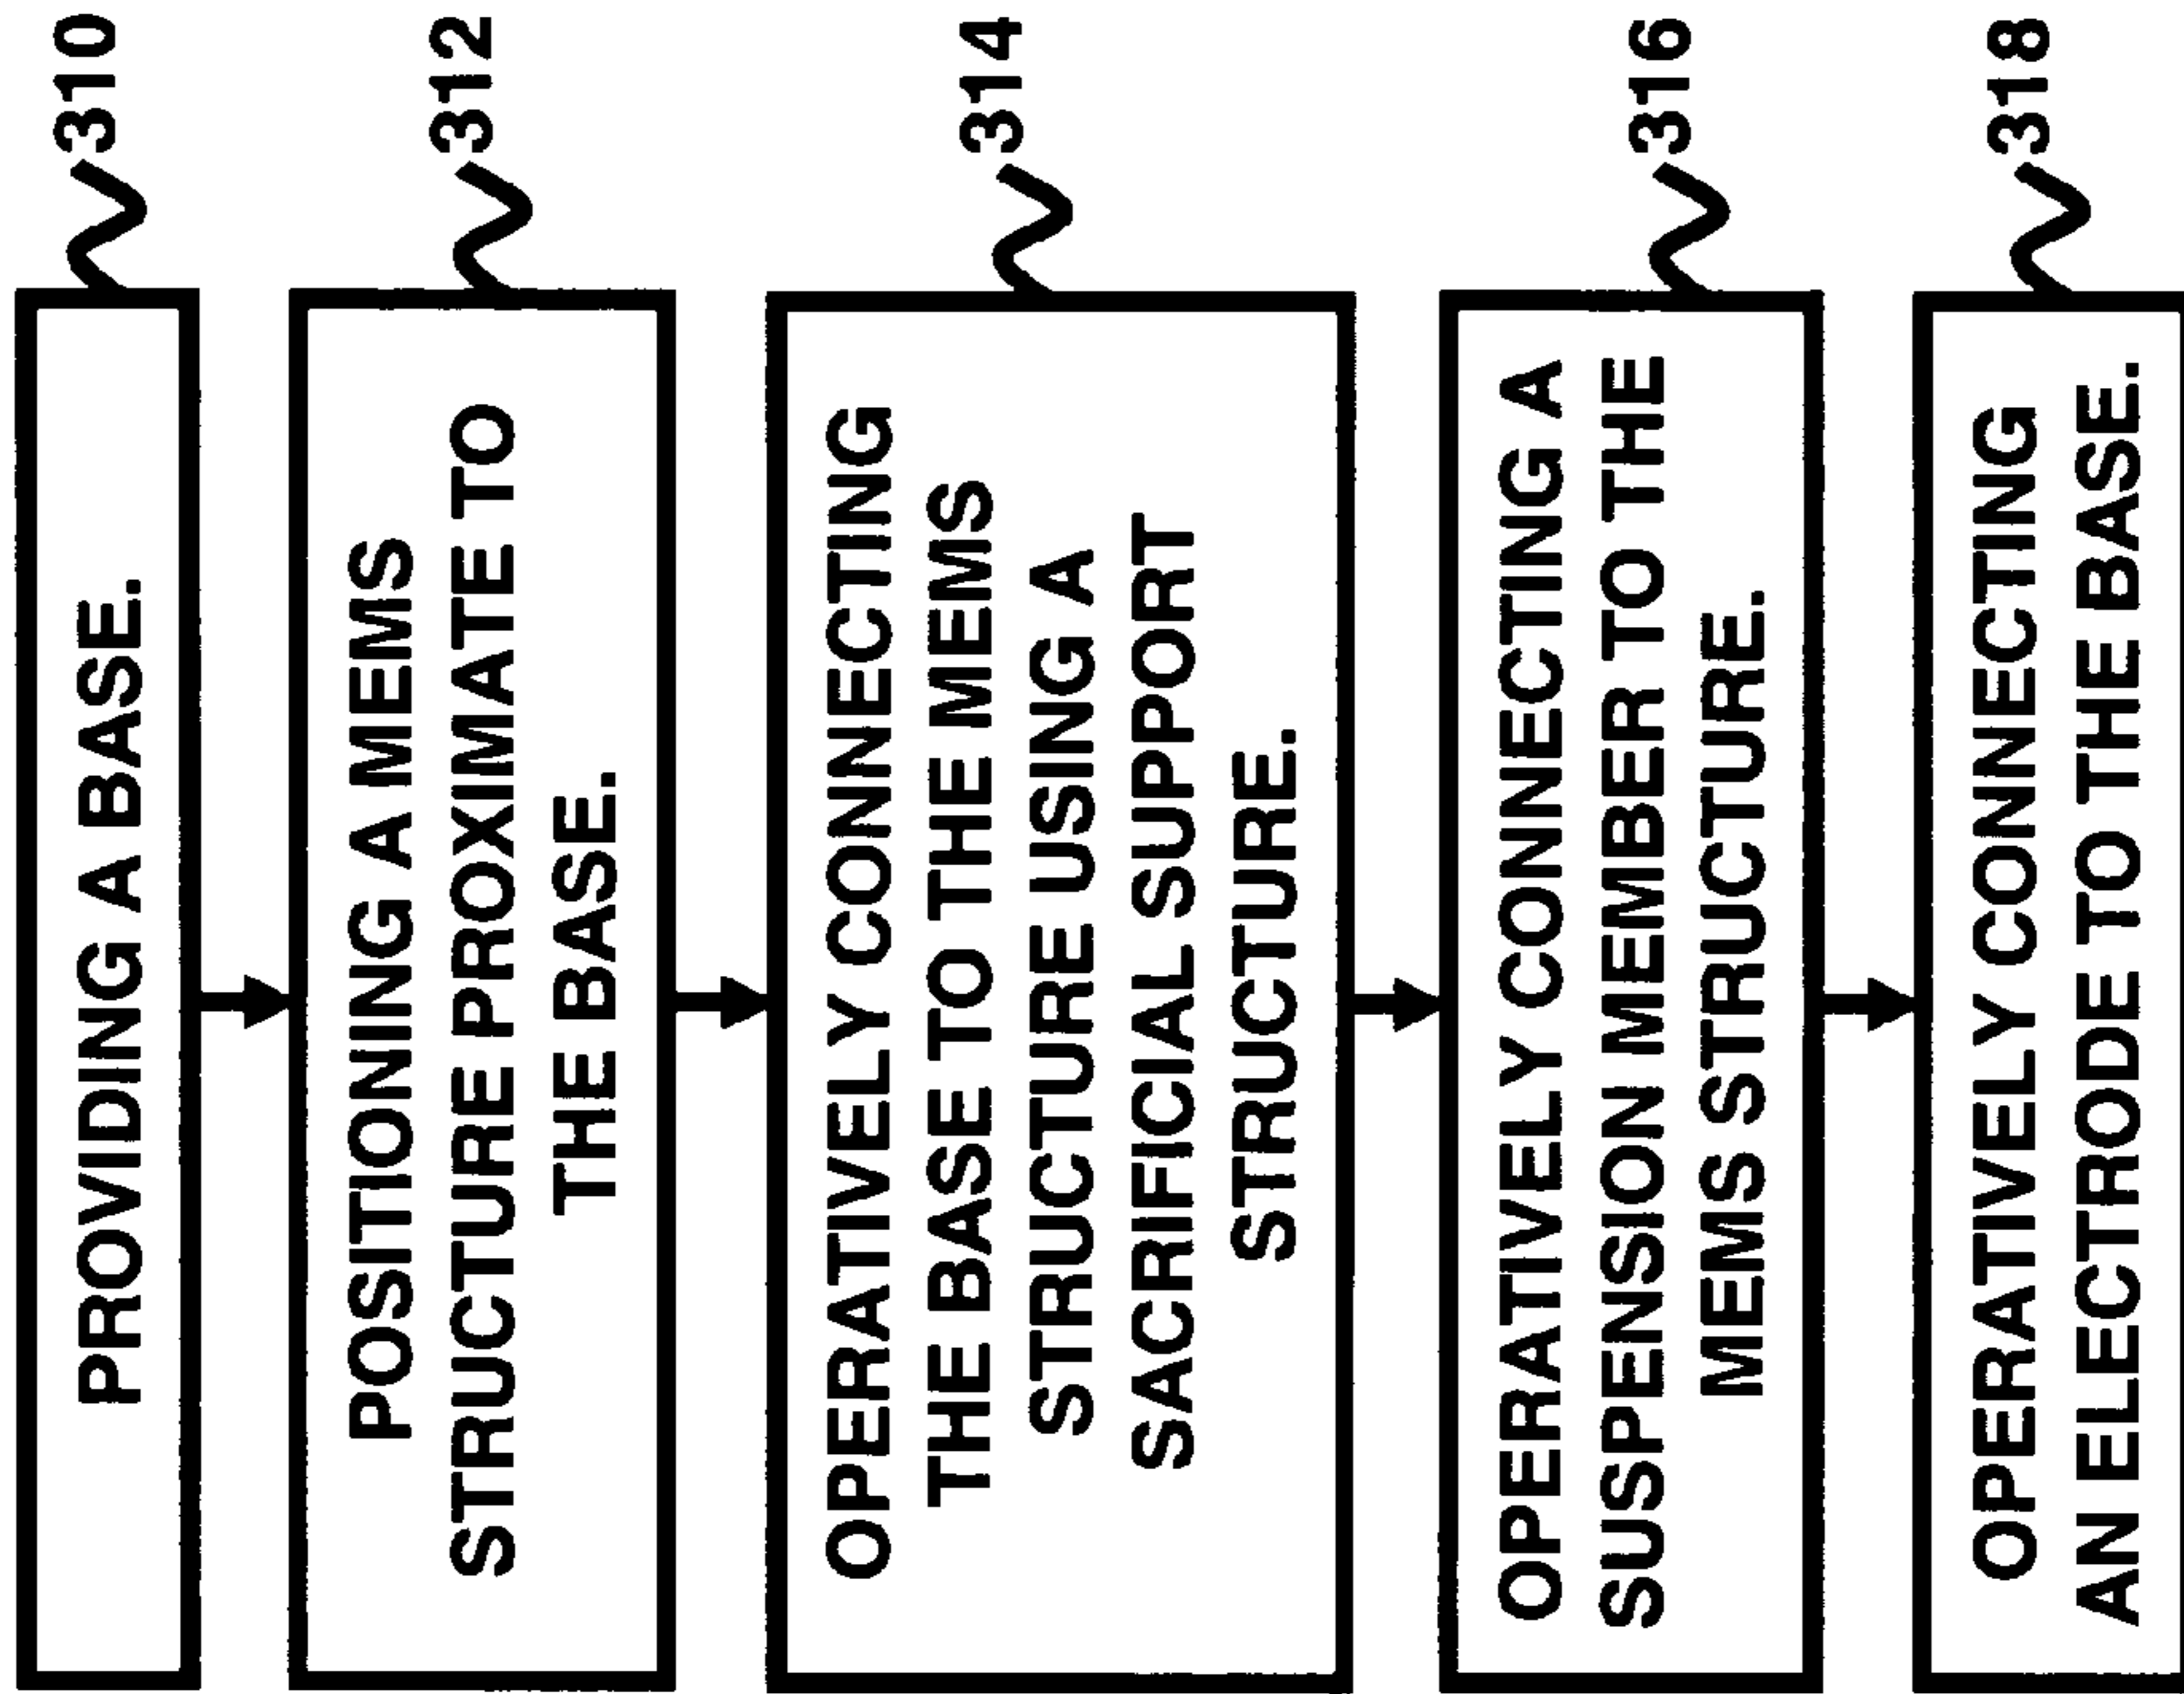 PROVIDING A BASE.
310
POSITIONING A MEMS
STRUCTURE PROXIMATE TO
THE BASE.
312
OPERATIVELY CONNECTING
THE BASE TO THE MEMS
STRUCTURE USING A
SACRIFICIAL SUPPORT
STRUCTURE.
314
OPERATIVELY CONNECTING A
SUSPENSION MEMBER TO THE
MEMS STRUCTURE.
316
OPERATIVELY CONNECTING
AN ELECTRODE TO THE BASE.
318